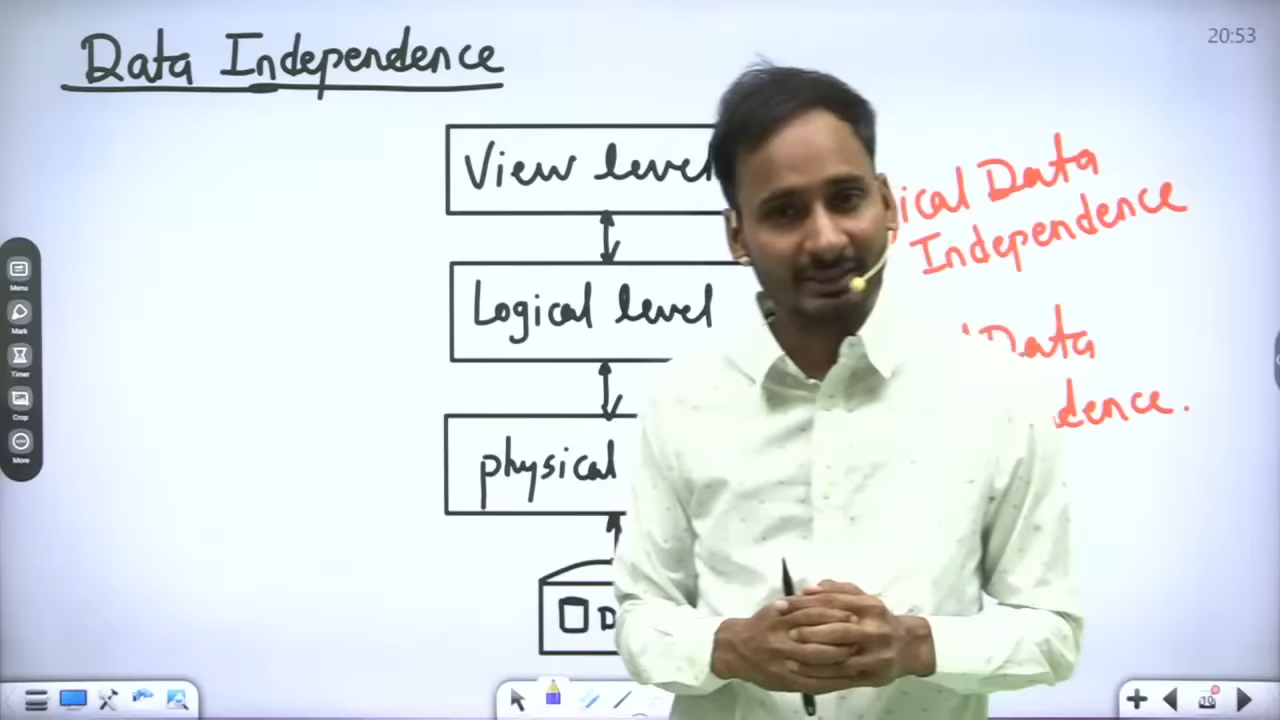 Data Independence
20:53
View level
ical Data
Independence
Logical level
Data
dence.
physical
D
Menu
Mark
Timer
Crop
More
19